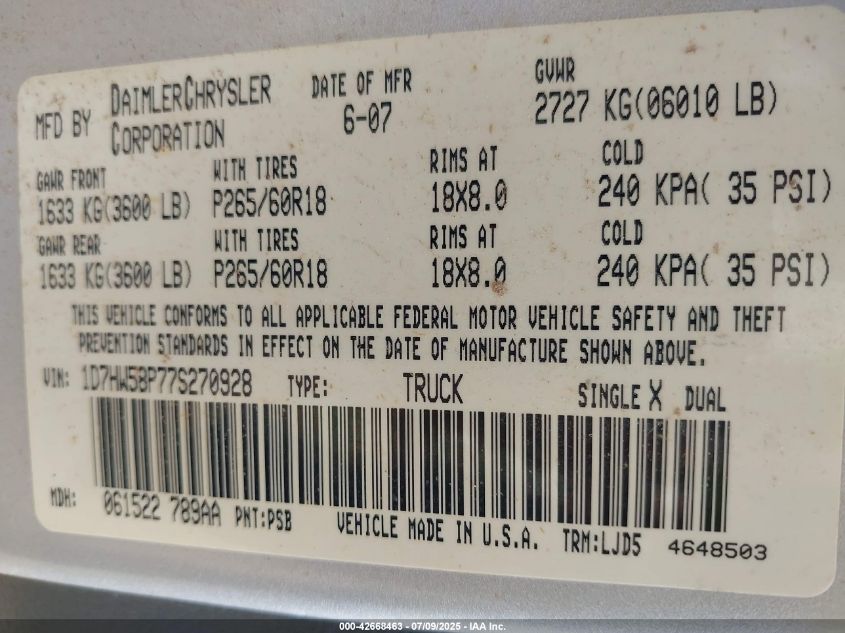 MFD BY DAIMLERCHRYSLER CORPORATION DATE OF MFR 6-07 GVWR 2727 KG(06010 LB)
GAWR FRONT WITH TIRES RIMS AT COLD
1633 KG(3600 LB) P265/60R18 18X8.0 240 KPA( 35 PSI)
GAWR REAR WITH TIRES RIMS AT COLD
1633 KG(3600 LB) P265/60R18 18X8.0 240 KPA( 35 PSI)
THIS VEHICLE CONFORMS TO ALL APPLICABLE FEDERAL MOTOR VEHICLE SAFETY AND THEFT
PREVENTION STANDARDS IN EFFECT ON THE DATE OF MANUFACTURE SHOWN ABOVE.
VIN: 1D7HW58P77S270928 TYPE: TRUCK SINGLE X DUAL
MDH: 061522 789AA PNT:PSB VEHICLE MADE IN U.S.A. TRM:LJD5 4648503
000-42668463 - 07/09/2025 - IAA Inc.